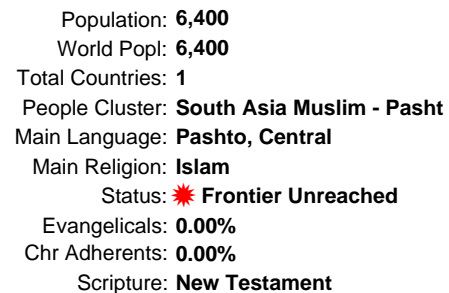 Population: 6,400
World Popl: 6,400
Total Countries: 1
People Cluster: South Asia Muslim - Pasht
Main Language: Pashto, Central
Main Religion: Islam
Status: Frontier Unreached
Evangelicals: 0.00%
Chr Adherents: 0.00%
Scripture: New Testament